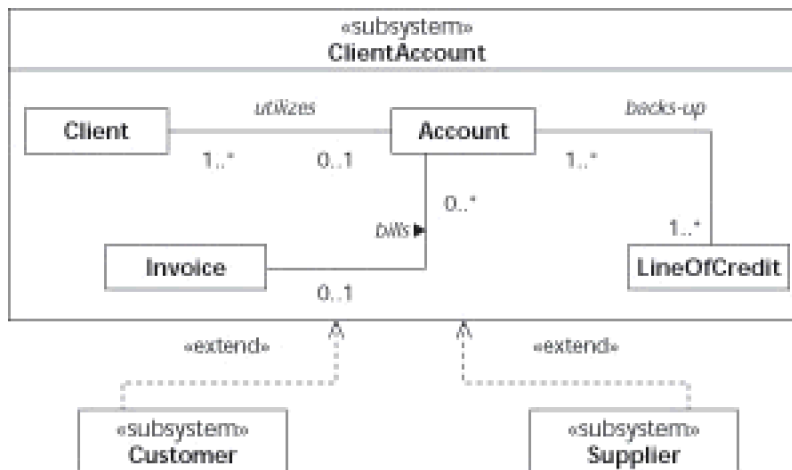 «subsystem»
ClientAccount
Client
utilizes
Account
backs-up
1..*
0..1
1..*
0..*
bills
1..*
Invoice
LineOfCredit
0..1
«extend»
«extend»
«subsystem»
Customer
«subsystem»
Supplier